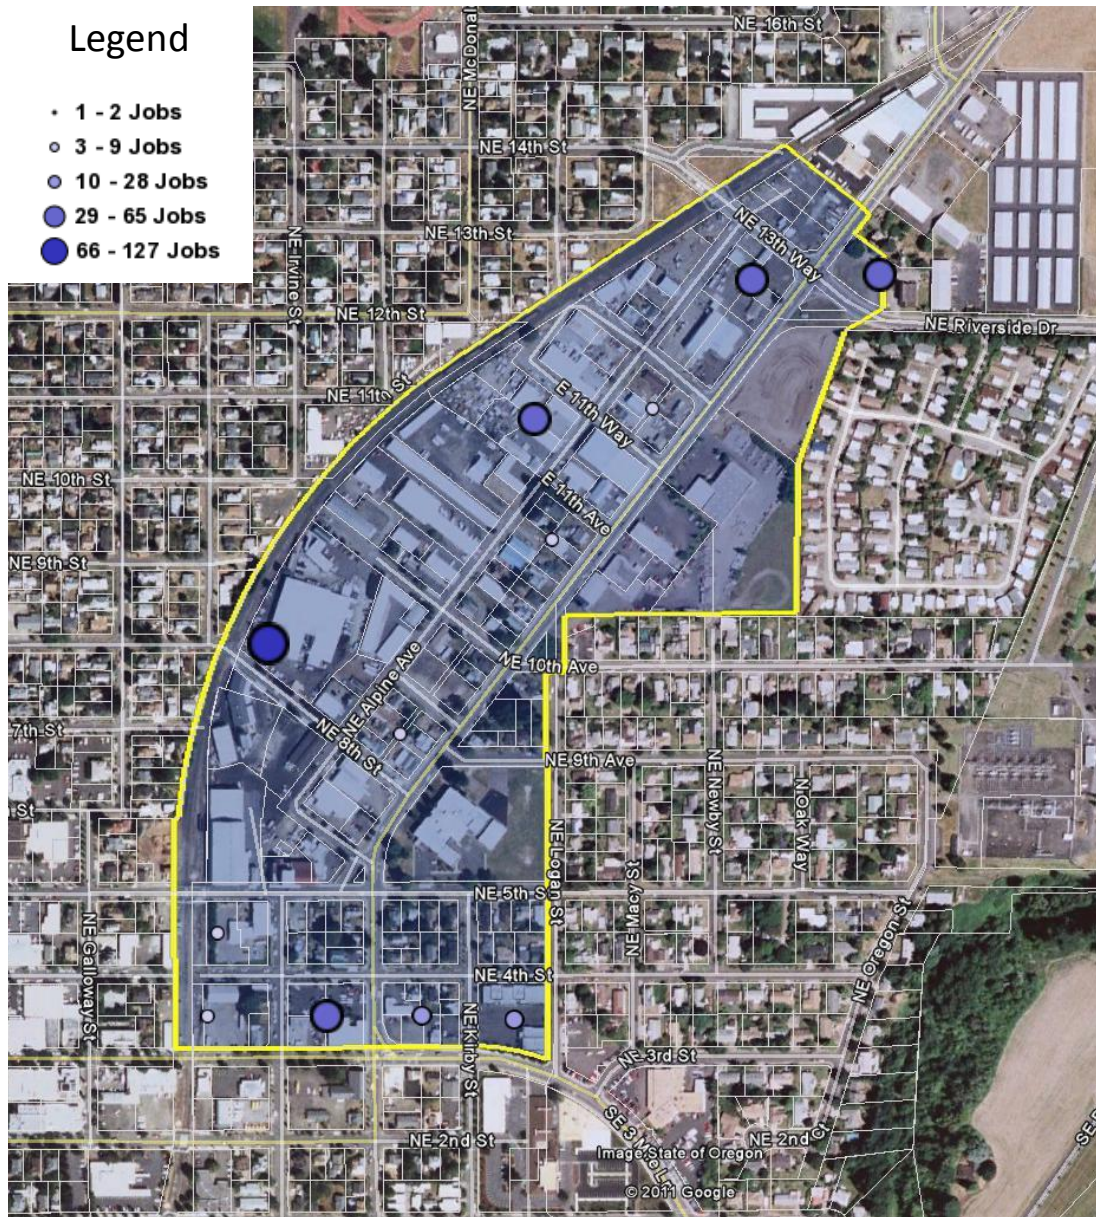 Legend
1 - 2 Jobs
3 - 9 Jobs
10 - 28 Jobs
29 - 65 Jobs
66 - 127 Jobs
NE 16th St
NE McDonal
NE 14th St
NE 13th St
NE 13th Way
NE Irvine St
NE 12th St
NE Riverside Dr
NE 11th St
E 11th Way
NE 10th St
E 11th Ave
NE 9th St
NE 10th Ave
NE Alpine Ave
NE 8th St
7th St
NE 9th Ave
NE Newby St
N Oak Way
St
NE Logan St
NE 5th S
NE Macy St
NE Galloway St
NE Oregon St
NE 4th St
NE Kirby St
NE 3rd St
SE 3 Mile L
NE 2nd St
NE 2nd Ct
Image State of Oregon
© 2011 Google